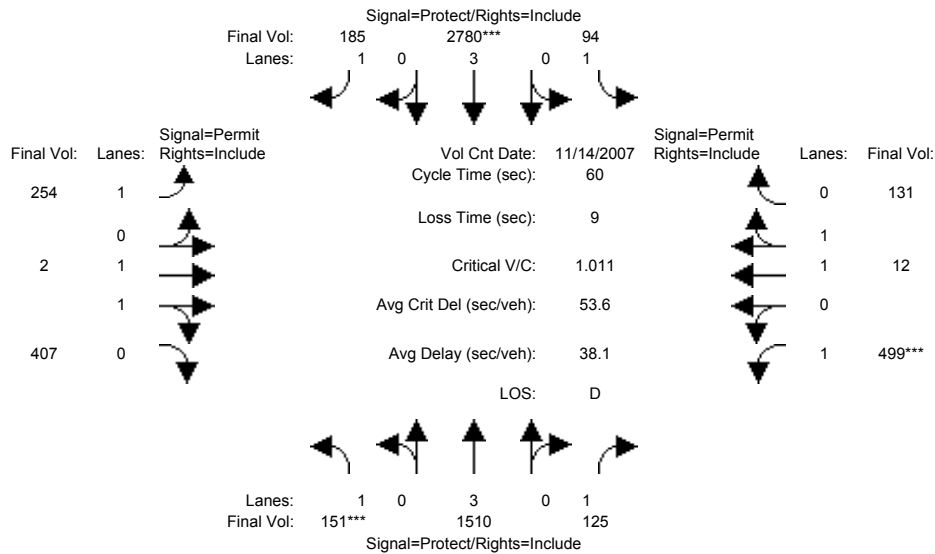 Signal=Protect/Rights=Include
Final Vol: 185 2780*** 94
Lanes: 1 0 3 0 1
Signal=Permit Signal=Permit
Final Vol: Lanes: Rights=Include Vol Cnt Date: 11/14/2007 Rights=Include Lanes: Final Vol:
Cycle Time (sec): 60
254 1 0 131
Loss Time (sec): 9
0 1
2 1 Critical V/C: 1.011 1 12
1 Avg Crit Del (sec/veh): 53.6 0
407 0 Avg Delay (sec/veh): 38.1 1 499***
LOS: D
Lanes: 1 0 3 0 1
Final Vol: 151*** 1510 125
Signal=Protect/Rights=Include